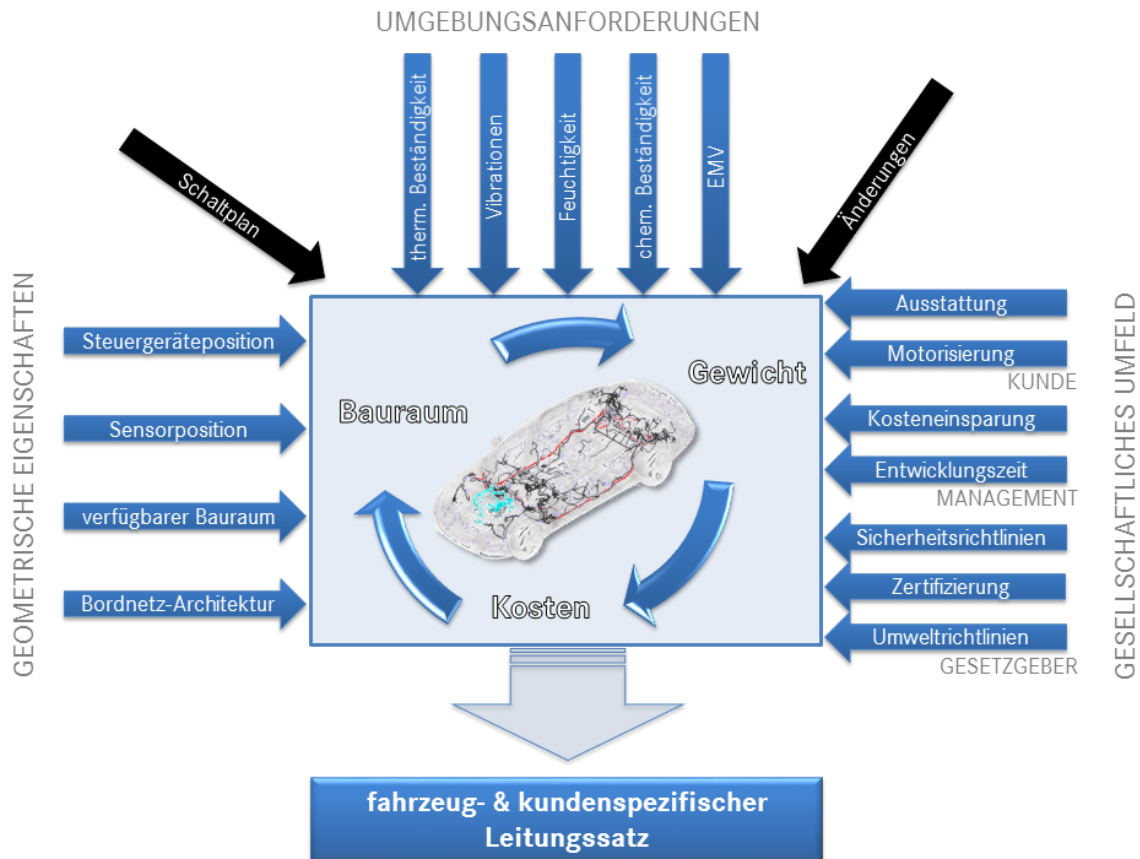 UMGEBUNGSANFORDERUNGEN
therm. Beständigkeit
Vibrationen
Feuchtigkeit
chem. Beständigkeit
EMV
Schaltplan
Änderungen
GEOMETRISCHE EIGENSCHAFTEN
Steuergeräteposition
Sensorposition
verfügbarer Bauraum
Bordnetz-Architektur
Bauraum
Gewicht
Kosten
Ausstattung
Motorisierung
KUNDE
Kosteneinsparung
Entwicklungszeit
MANAGEMENT
Sicherheitsrichtlinien
Zertifizierung
Umweltrichtlinien
GESETZGEBER
GESELLSCHAFTLICHES UMFELD
fahrzeug- & kundenspezifischer
Leitungssatz